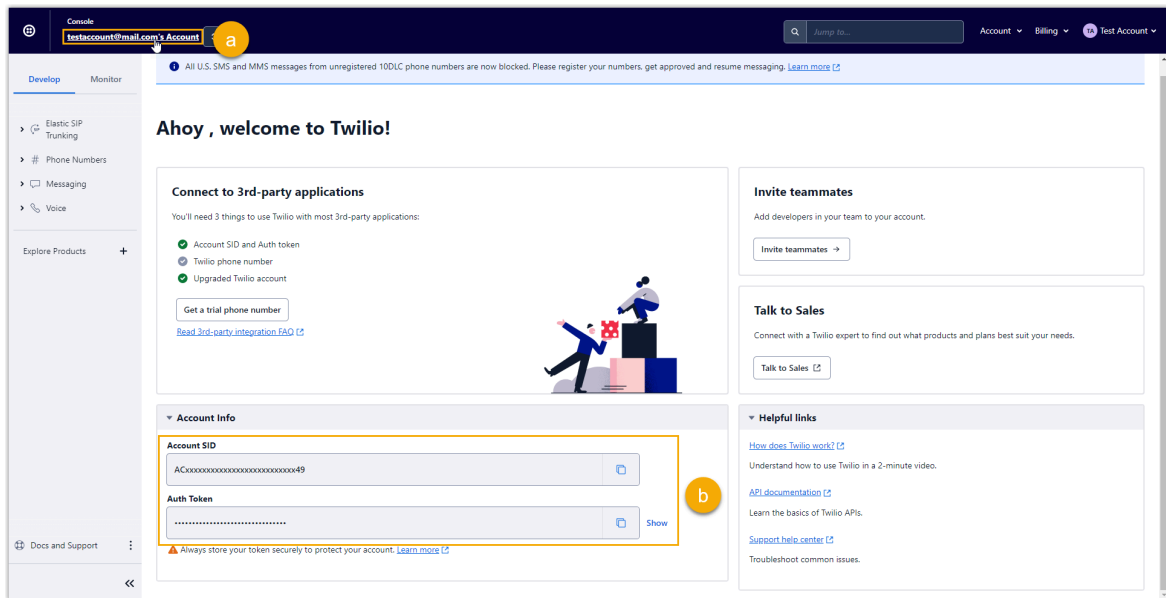 Console
testaccount@mail.com's Account
a
Jump to...
Account
Billing
TA
Test Account
Develop
Monitor
All U.S. SMS and MMS messages from unregistered 10DLC phone numbers are now blocked. Please register your numbers, get approved and resume messaging. Learn more
Elastic SIP
Trunking
# Phone Numbers
Messaging
Voice
Explore Products +
Ahoy , welcome to Twilio!
Connect to 3rd-party applications
You'll need 3 things to use Twilio with most 3rd-party applications:
Account SID and Auth token
Twilio phone number
Upgraded Twilio account
Get a trial phone number
Read 3rd-party integration FAQ
Invite teammates
Add developers in your team to your account.
Invite teammates →
Talk to Sales
Connect with a Twilio expert to find out what products and plans best suit your needs.
Talk to Sales
Account Info
Account SID
ACxxxxxxxxxxxxxxxxxxxxxxxxxx49
Auth Token
••••••••••••••••••••••••••••••••
Show
b
Always store your token securely to protect your account. Learn more
Helpful links
How does Twilio work?
Understand how to use Twilio in a 2-minute video.
API documentation
Learn the basics of Twilio APIs.
Support help center
Troubleshoot common issues.
Docs and Support